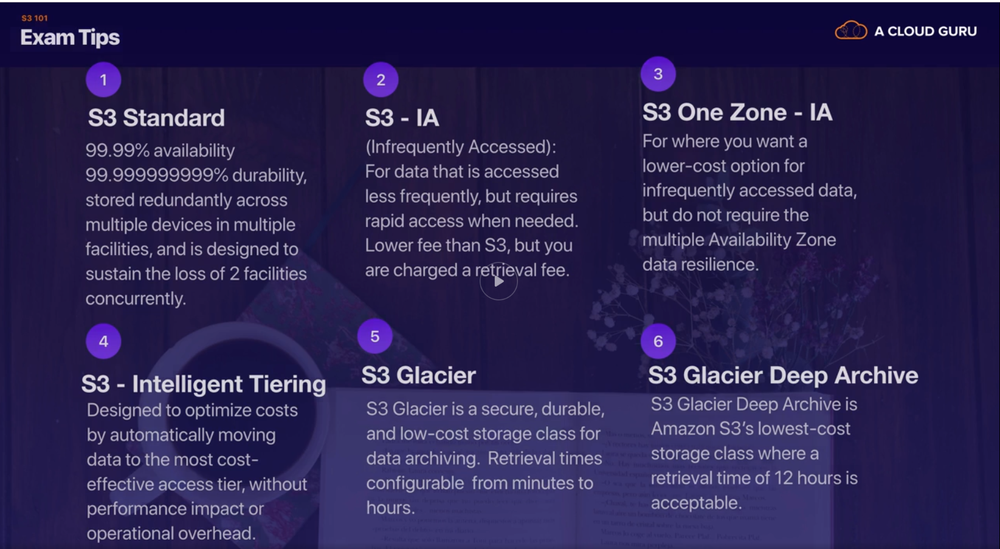 S3 101
Exam Tips
A CLOUD GURU
1
S3 Standard
99.99% availability
99.999999999% durability,
stored redundantly across
multiple devices in multiple
facilities, and is designed to
sustain the loss of 2 facilities
concurrently.
2
S3 - IA
(Infrequently Accessed):
For data that is accessed
less frequently, but requires
rapid access when needed.
Lower fee than S3, but you
are charged a retrieval fee.
3
S3 One Zone - IA
For where you want a
lower-cost option for
infrequently accessed data,
but do not require the
multiple Availability Zone
data resilience.
4
S3 - Intelligent Tiering
Designed to optimize costs
by automatically moving
data to the most cost-
effective access tier, without
performance impact or
operational overhead.
5
S3 Glacier
S3 Glacier is a secure, durable,
and low-cost storage class for
data archiving. Retrieval times
configurable from minutes to
hours.
6
S3 Glacier Deep Archive
S3 Glacier Deep Archive is
Amazon S3's lowest-cost
storage class where a
retrieval time of 12 hours is
acceptable.